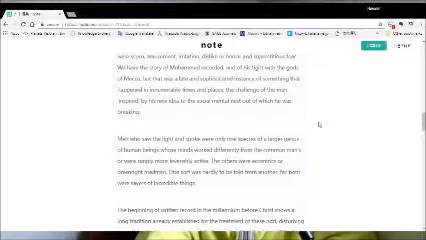 note
were scorn, amusement, irritation, dislike or horror and superstitious fear.
We have the story of Mohammed recorded, and of his fight with the gods
of Mecca, but that was a late and sophisticated instance of something that
happened in innumerable times and places; the challenge of the man
'inspired' by his new idea to the social mental nest out of which he was
breaking.
Men who saw the light and spoke were only one species of a larger genus
of human beings whose minds worked differently from the common man's
or were simply more feverishly active. The others were eccentrics or
downright madmen. One sort was hardly to be told from another, for both
were sayers of incredible things.
The beginning of written record in the millennium before Christ shows a
long tradition already established for the treatment of these odd, disturbing